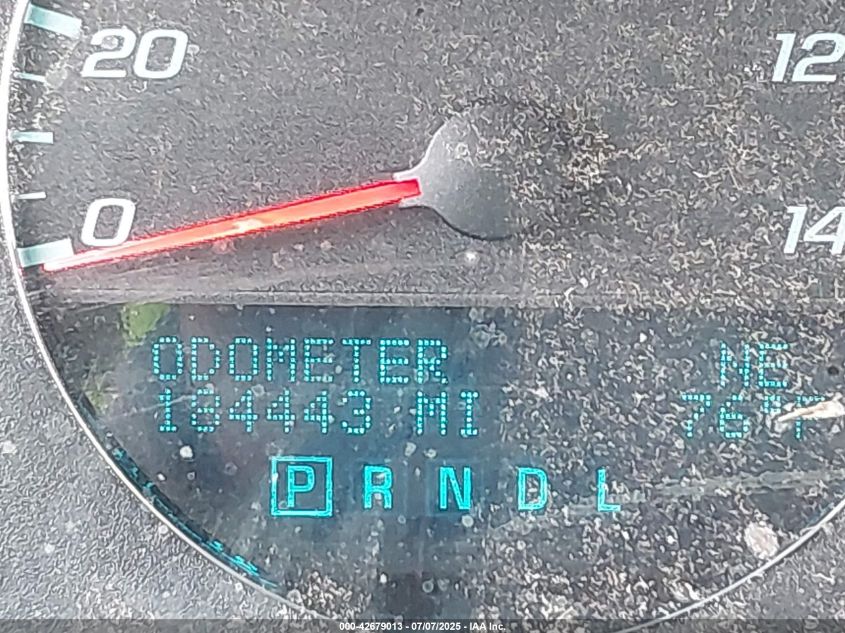 20
12
0
14
ODOMETER NE
184443 MI 76°F
P R N D L
000-42679013 - 07/07/2025 - IAA Inc.